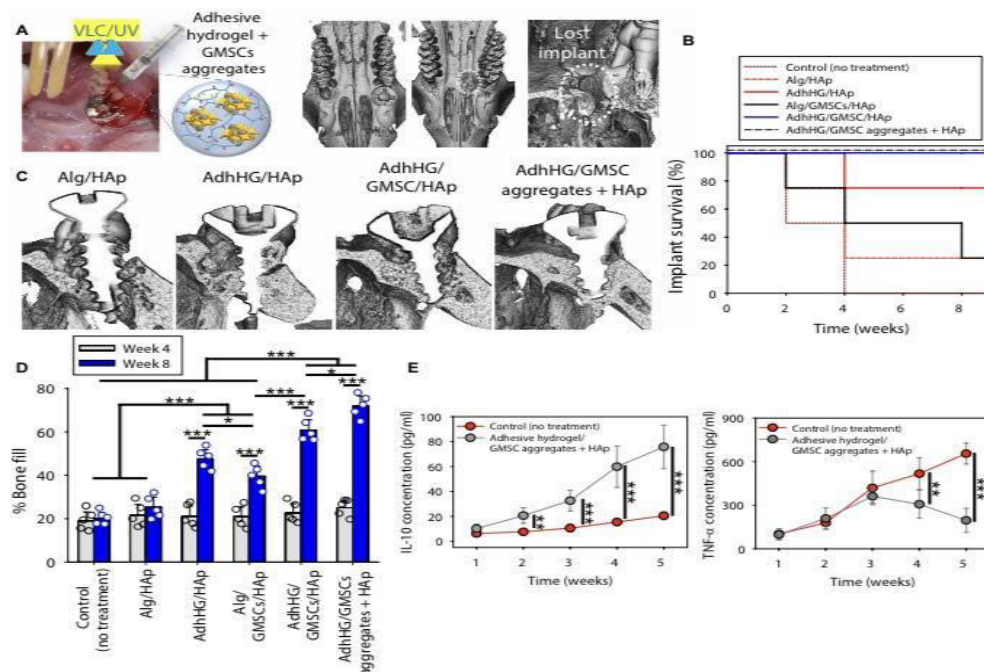 A
VLC/UV
Adhesive
hydrogel +
GMSCs
aggregates
Lost
implant
B
Control (no treatment)
Alg/HAp
AdhHG/HAp
Alg/GMSCs/HAp
AdhHG/GMSC/HAp
AdhHG/GMSC aggregates + HAp
Implant survival (%)
100
80
60
40
20
0
0 2 4 6 8
Time (weeks)
C
Alg/HAp
AdhHG/HAp
AdhHG/
GMSC/HAp
AdhHG/GMSC
aggregates + HAp
D
Week 4
Week 8
***
***
***
*
***
*
***
***
***
***
% Bone fill
80
60
40
20
0
Control
(no treatment)
Alg/HAp
AdhHG/HAp
Alg/
GMSCs/HAp
AdhHG/
GMSCs/HAp
AdhHG/GMSCs
aggregates + HAp
E
Control (no treatment)
Adhesive hydrogel/
GMSC aggregates + HAp
IL-10 concentration (pg/ml)
100
80
60
40
20
0
**
***
***
***
1 2 3 4 5
Time (weeks)
Control (no treatment)
Adhesive hydrogel/
GMSC aggregates + HAp
TNF-α concentration (pg/ml)
900
600
300
0
**
***
1 2 3 4 5
Time (weeks)